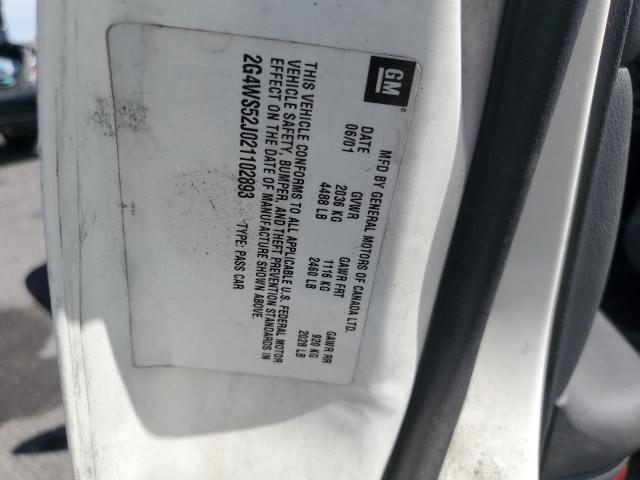 GM
MFD BY GENERAL MOTORS OF CANADA LTD.
DATE GVWR GAWR FRT GAWR RR
06/01 2036 KG 1116 KG 920 KG
4488 LB 2460 LB 2028 LB
THIS VEHICLE CONFORMS TO ALL APPLICABLE U.S. FEDERAL MOTOR
VEHICLE SAFETY, BUMPER, AND THEFT PREVENTION STANDARDS IN
EFFECT ON THE DATE OF MANUFACTURE SHOWN ABOVE.
2G4WS52J021102893 TYPE: PASS CAR